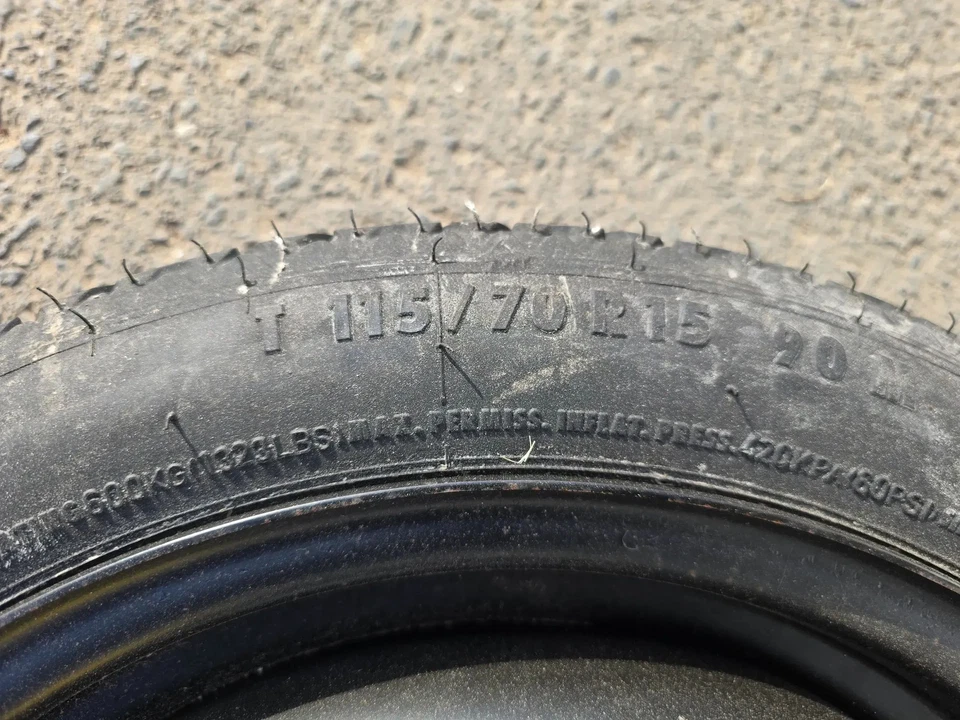 T 115/70 R 15 90 M
600KG (1323LBS) MAX. PERMISS. INFLAT. PRESS. 420KPA (60PSI)